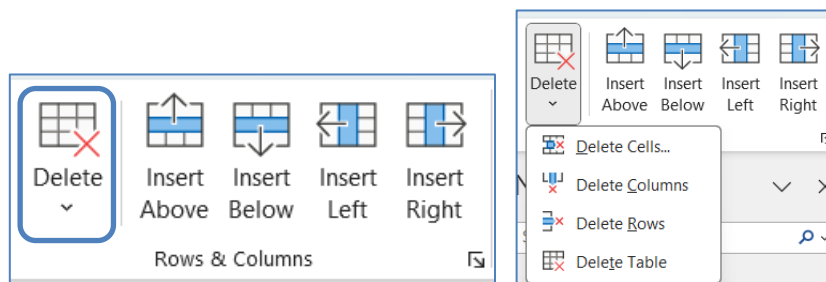 Delete
Insert Above
Insert Below
Insert Left
Insert Right
Rows & Columns
Delete
Insert Above
Insert Below
Insert Left
Insert Right
Delete Cells...
Delete Columns
Delete Rows
Delete Table